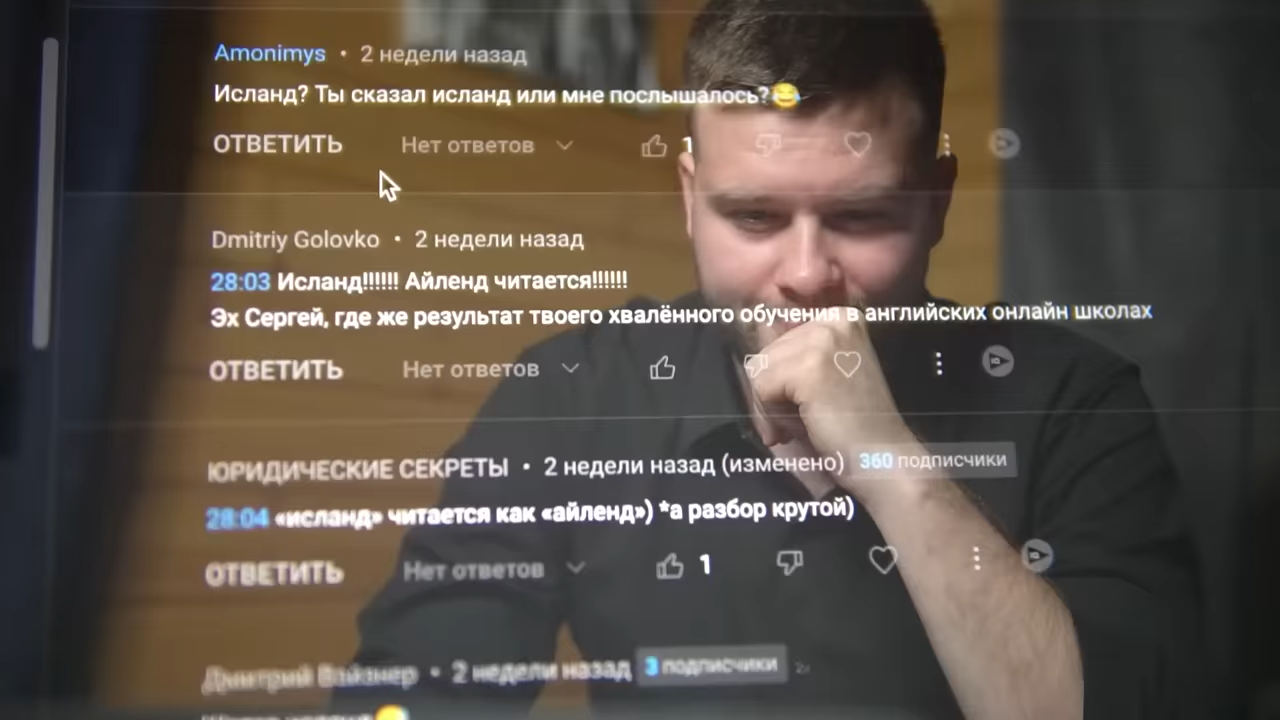 Amonimys • 2 недели назад
Исланд? Ты сказал исланд или мне послышалось?😂
ОТВЕТИТЬ Нет ответов 1
Dmitriy Golovko • 2 недели назад
28:03 Исланд!!!!!! Айленд читается!!!!!!
Эх Сергей, где же результат твоего хвалённого обучения в английских онлайн школах
ОТВЕТИТЬ Нет ответов
ЮРИДИЧЕСКИЕ СЕКРЕТЫ • 2 недели назад (изменено) 360 подписчики
28:04 «исланд» читается как «айленд») *а разбор крутой)
ОТВЕТИТЬ Нет ответов 1
Дмитрий • 2 недели назад 3 подписчики